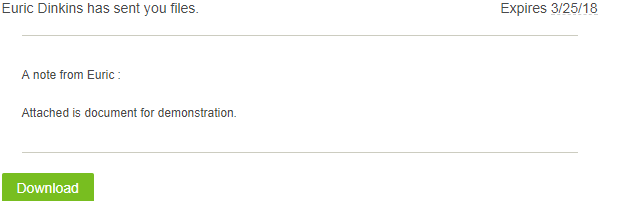 Euric Dinkins has sent you files. Expires 3/25/18
A note from Euric :
Attached is document for demonstration.
Download